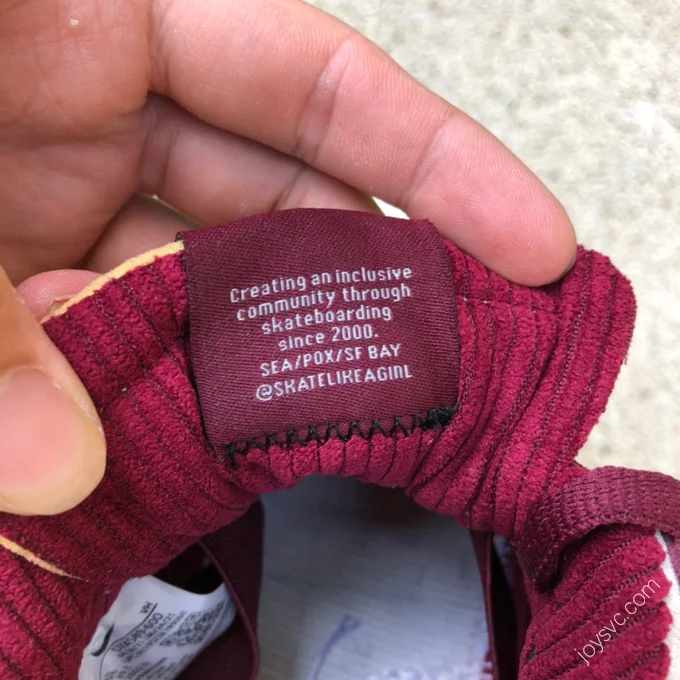 Creating an inclusive
community through
skateboarding
since 2000.
SEA/PDX/SF BAY
@SKATELIKEAGIRL
joysvc.com